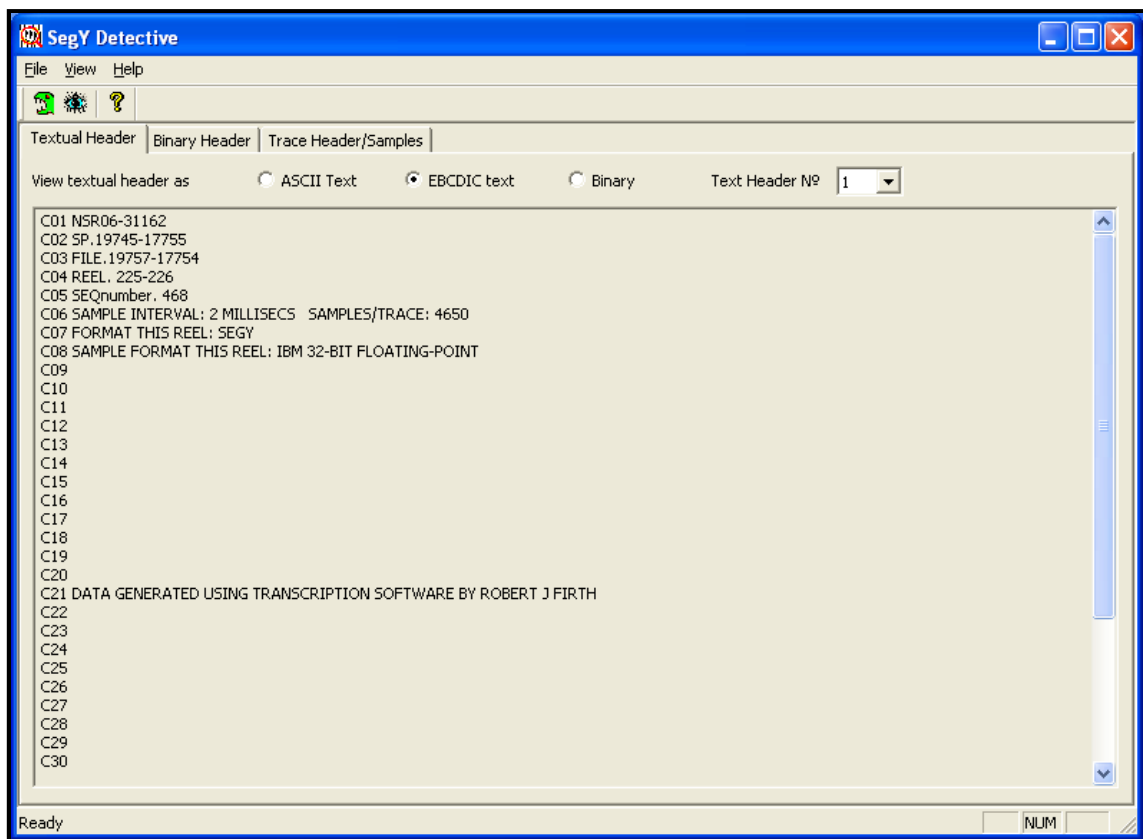 SegY Detective
File View Help
Textual Header Binary Header Trace Header/Samples
View textual header as ASCII Text EBCDIC text Binary Text Header Nº 1
C01 NSR06-31162
C02 SP.19745-17755
C03 FILE.19757-17754
C04 REEL. 225-226
C05 SEQnumber. 468
C06 SAMPLE INTERVAL: 2 MILLISECS   SAMPLES/TRACE: 4650
C07 FORMAT THIS REEL: SEGY
C08 SAMPLE FORMAT THIS REEL: IBM 32-BIT FLOATING-POINT
C09
C10
C11
C12
C13
C14
C15
C16
C17
C18
C19
C20
C21 DATA GENERATED USING TRANSCRIPTION SOFTWARE BY ROBERT J FIRTH
C22
C23
C24
C25
C26
C27
C28
C29
C30
Ready NUM